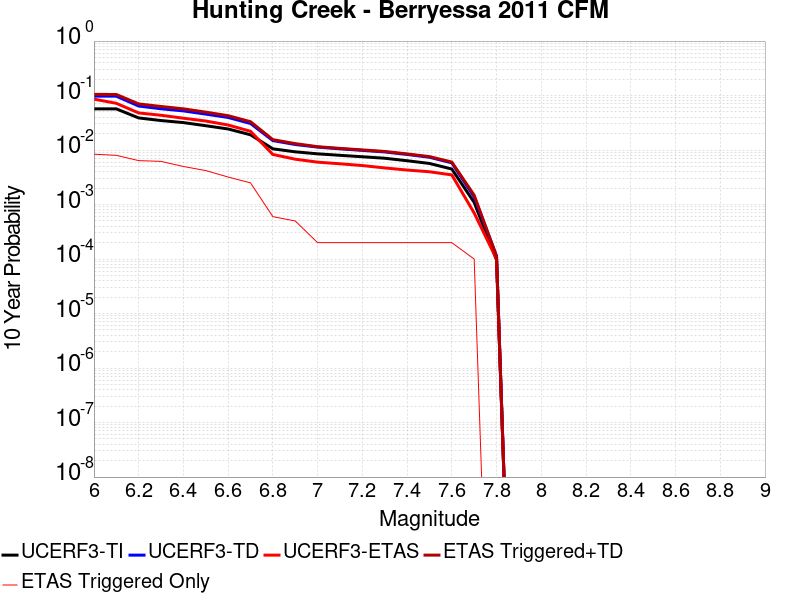 Hunting Creek - Berryessa 2011 CFM
10 0
10 -1
10 -2
10 -3
10 -4
10 -5
10 -6
10 -7
10 -8
10 Year Probability
6 6.2 6.4 6.6 6.8 7 7.2 7.4 7.6 7.8 8 8.2 8.4 8.6 8.8 9
Magnitude
UCERF3-TI UCERF3-TD UCERF3-ETAS ETAS Triggered+TD
ETAS Triggered Only